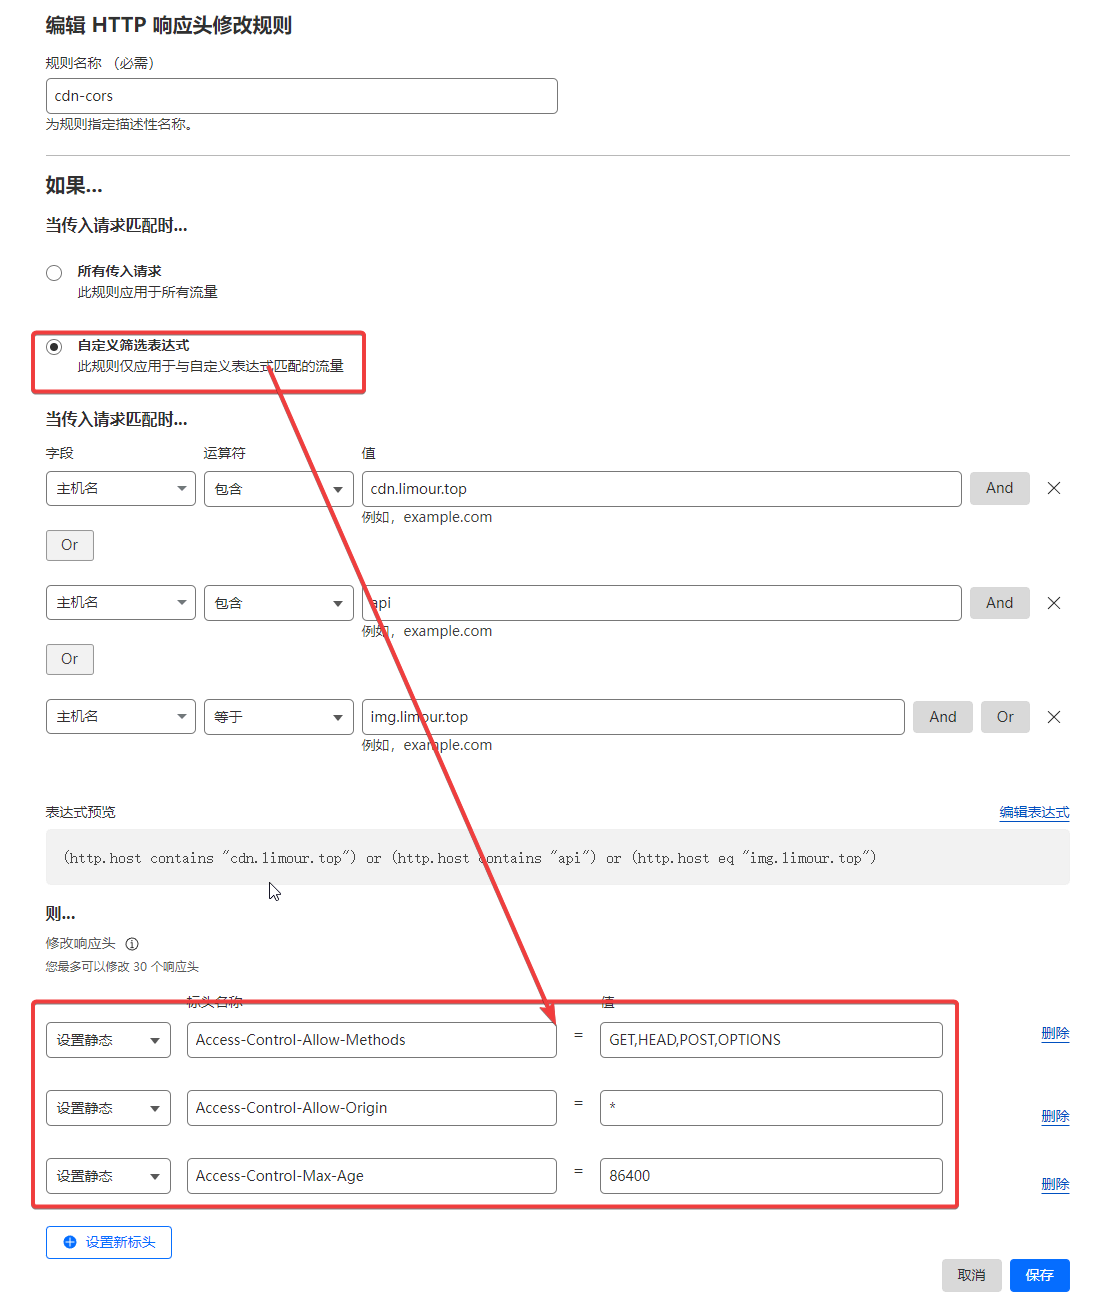 编辑 HTTP 响应头修改规则
规则名称 （必需）
cdn-cors
为规则指定描述性名称。
如果...
当传入请求匹配时...
所有传入请求
此规则应用于所有流量
自定义筛选表达式
此规则仅应用于与自定义表达式匹配的流量
当传入请求匹配时...
字段 运算符 值
主机名 包含 cdn.limour.top And
例如，example.com
Or
主机名 包含 api And
例如，example.com
Or
主机名 等于 img.limour.top And Or
例如，example.com
表达式预览 编辑表达式
(http.host contains "cdn.limour.top") or (http.host contains "api") or (http.host eq "img.limour.top")
则...
修改响应头
您最多可以修改 30 个响应头
标头名称 值
设置静态 Access-Control-Allow-Methods = GET,HEAD,POST,OPTIONS 删除
设置静态 Access-Control-Allow-Origin = * 删除
设置静态 Access-Control-Max-Age = 86400 删除
设置新标头
取消 保存